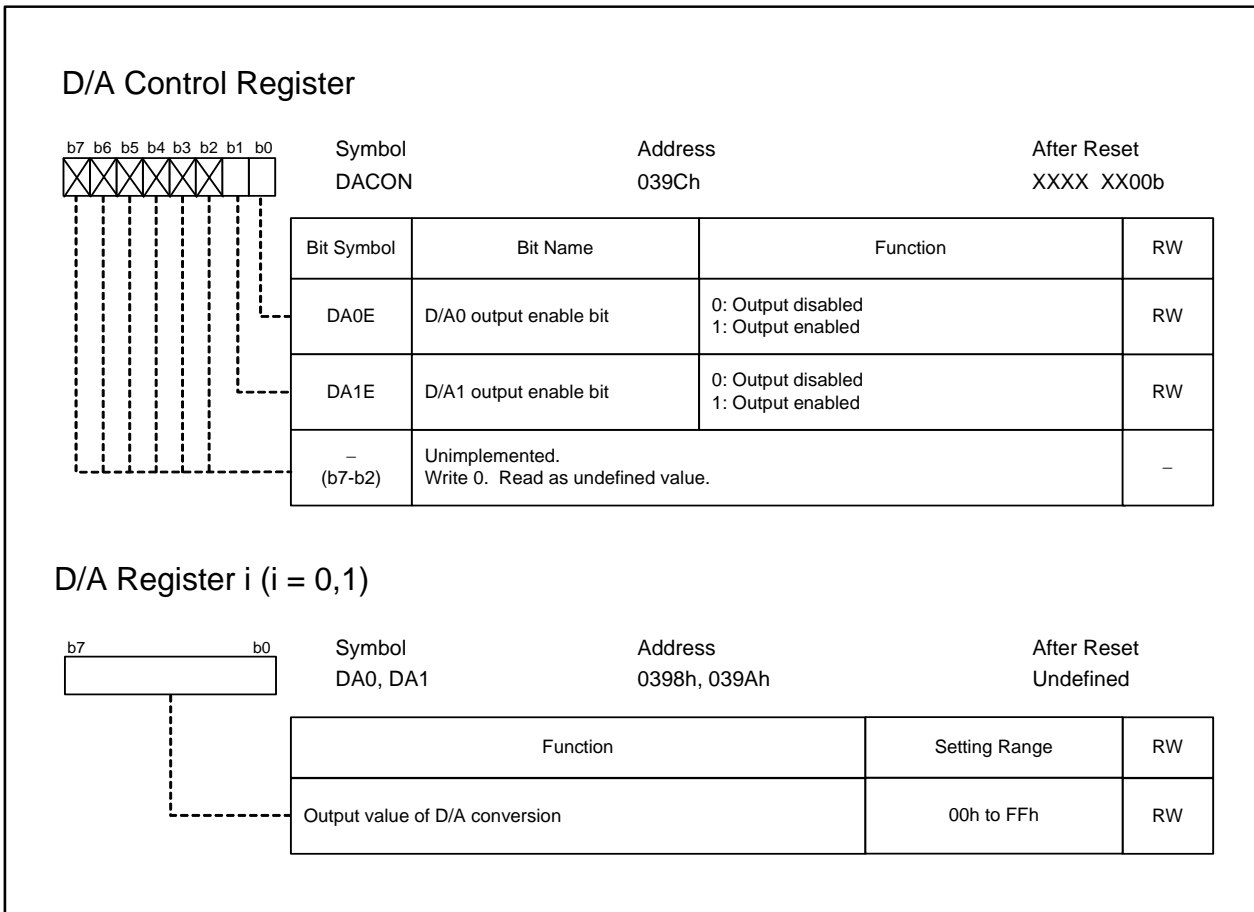 D/A Control Register
b7 b6 b5 b4 b3 b2 b1 b0
Symbol Address After Reset
DACON 039Ch XXXX XX00b
Bit Symbol Bit Name Function RW
DA0E D/A0 output enable bit 0: Output disabled
1: Output enabled RW
DA1E D/A1 output enable bit 0: Output disabled
1: Output enabled RW
–
(b7-b2) Unimplemented.
Write 0. Read as undefined value. –
D/A Register i (i = 0,1)
b7 b0
Symbol Address After Reset
DA0, DA1 0398h, 039Ah Undefined
Function Setting Range RW
Output value of D/A conversion 00h to FFh RW